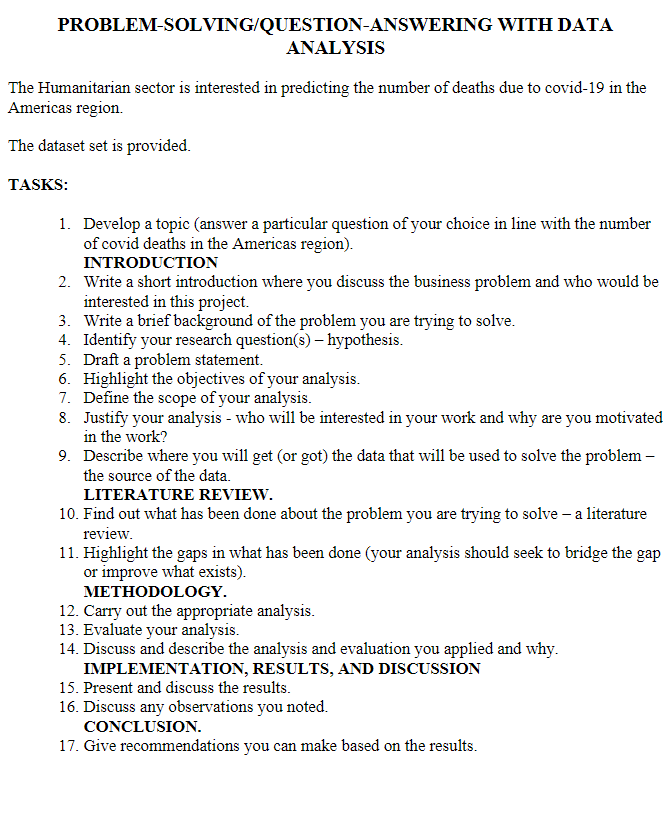 PROBLEM-SOLVING/QUESTION-ANSWERING WITH DATA
ANALYSIS
The Humanitarian sector is interested in predicting the number of deaths due to covid-19 in the
Americas region.
The dataset set is provided.
TASKS:
1. Develop a topic (answer a particular question of your choice in line with the number
of covid deaths in the Americas region).
INTRODUCTION
2. Write a short introduction where you discuss the business problem and who would be
interested in this project.
3. Write a brief background of the problem you are trying to solve.
4. Identify your research question(s) – hypothesis.
5. Draft a problem statement.
6. Highlight the objectives of your analysis.
7. Define the scope of your analysis.
8. Justify your analysis - who will be interested in your work and why are you motivated
in the work?
9. Describe where you will get (or got) the data that will be used to solve the problem –
the source of the data.
LITERATURE REVIEW.
10. Find out what has been done about the problem you are trying to solve – a literature
review.
11. Highlight the gaps in what has been done (your analysis should seek to bridge the gap
or improve what exists).
METHODOLOGY.
12. Carry out the appropriate analysis.
13. Evaluate your analysis.
14. Discuss and describe the analysis and evaluation you applied and why.
IMPLEMENTATION, RESULTS, AND DISCUSSION
15. Present and discuss the results.
16. Discuss any observations you noted.
CONCLUSION.
17. Give recommendations you can make based on the results.